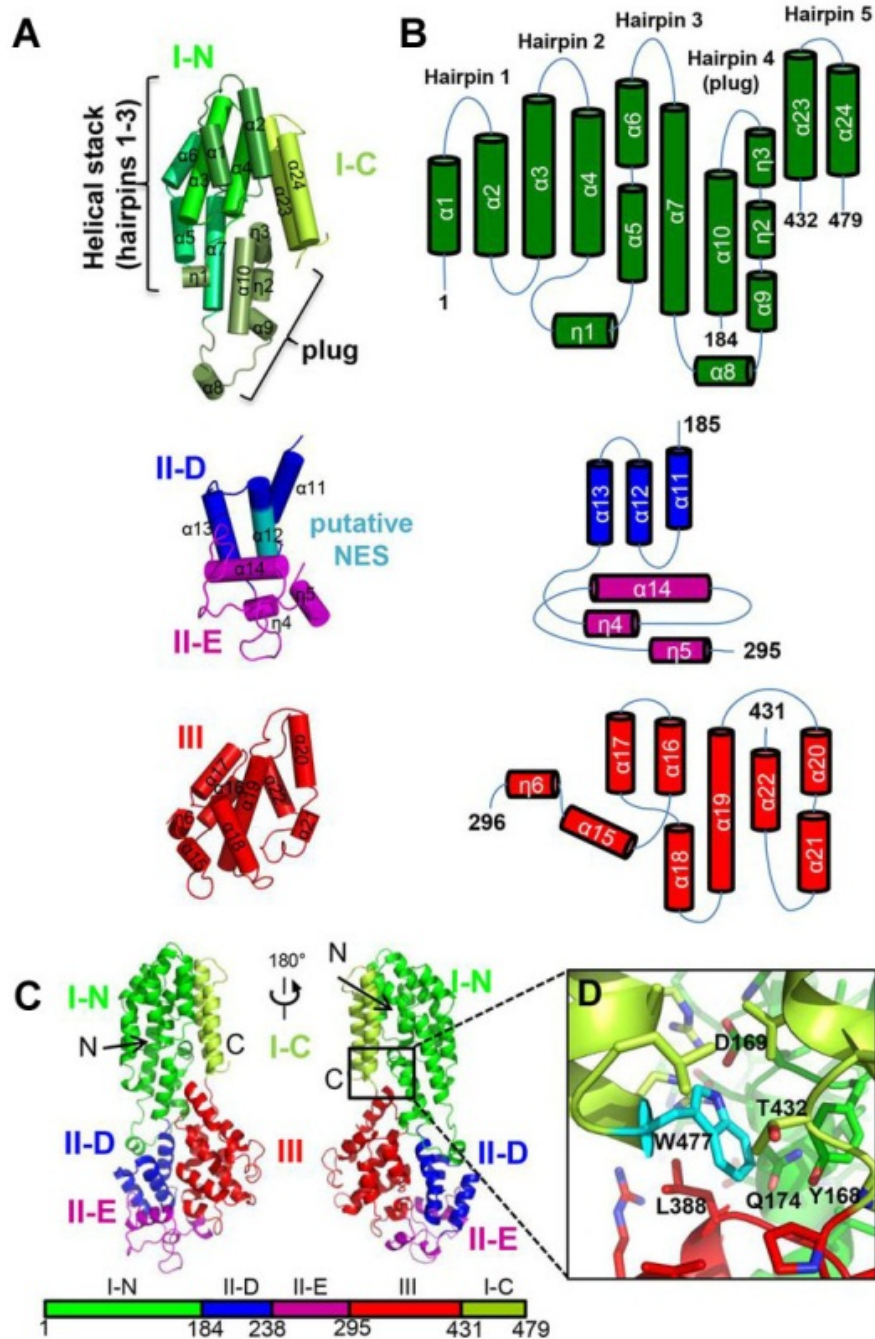 A
I-N
Helical stack
(hairpins 1-3)
α6
α1
α2
α3
α4
α5
α7
η1
η3
α10
η2
α9
α8
α24
α23
I-C
plug
B
Hairpin 1
Hairpin 2
Hairpin 3
Hairpin 4
(plug)
Hairpin 5
α1
α2
α3
α4
α6
α5
α7
α10
η3
η2
α9
α23
α24
η1
α8
1
184
432
479
II-D
α11
α13
α12
putative
NES
α14
η5
η4
II-E
185
α13
α12
α11
α14
η4
η5
295
III
α17
α20
α19
α22
α18
α15
α21
431
α17
α16
α20
η6
296
α15
α19
α22
α18
α21
C
I-N
N
C
180°
I-C
N
I-N
C
II-D
III
II-D
II-E
II-E
D
D169
T432
W477
L388
Q174
Y168
I-N
II-D
II-E
III
I-C
1
184
238
295
431
479